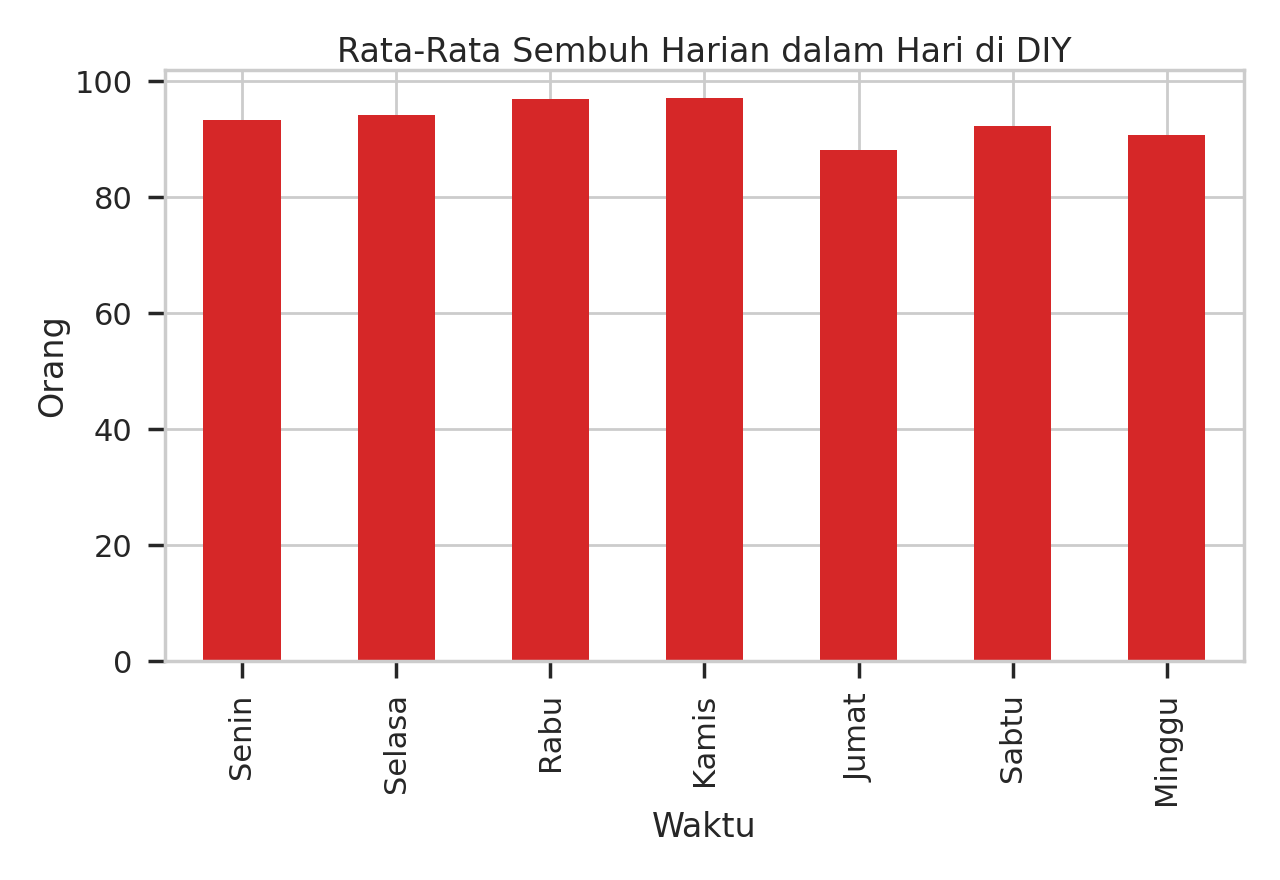 Rata-Rata Sembuh Harian dalam Hari di DIY
100
80
60
40
20
0
Orang
Senin
Selasa
Rabu
Kamis
Jumat
Sabtu
Minggu
Waktu